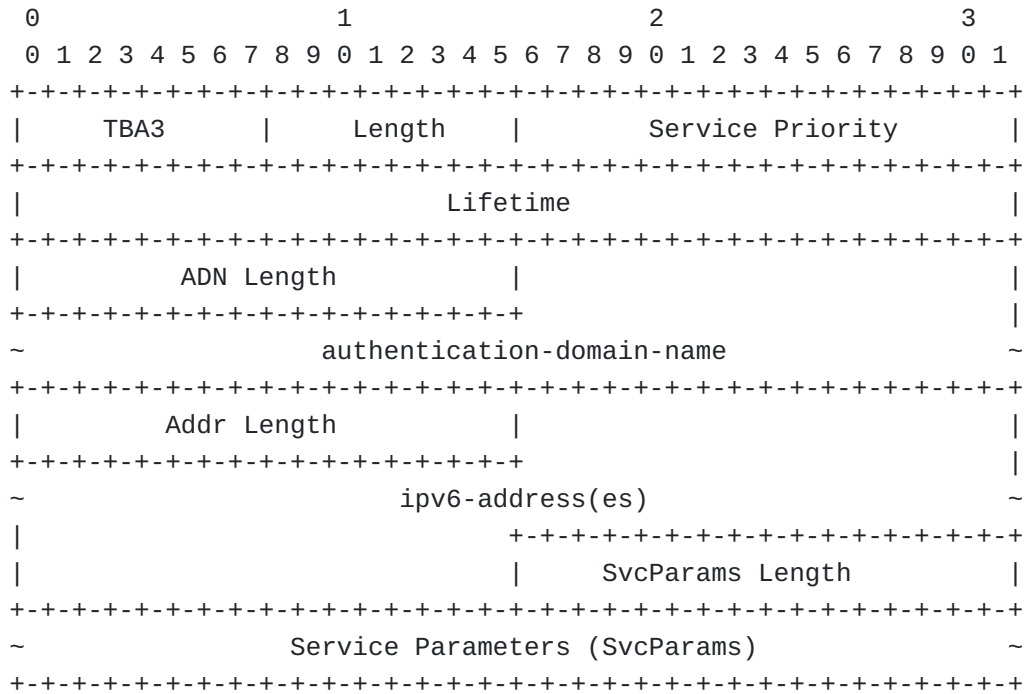 0                   1                   2                   3
 0 1 2 3 4 5 6 7 8 9 0 1 2 3 4 5 6 7 8 9 0 1 2 3 4 5 6 7 8 9 0 1
+-+-+-+-+-+-+-+-+-+-+-+-+-+-+-+-+-+-+-+-+-+-+-+-+-+-+-+-+-+-+-+-+
|     TBA3      |     Length    |        Service Priority       |
+-+-+-+-+-+-+-+-+-+-+-+-+-+-+-+-+-+-+-+-+-+-+-+-+-+-+-+-+-+-+-+-+
|                           Lifetime                            |
+-+-+-+-+-+-+-+-+-+-+-+-+-+-+-+-+-+-+-+-+-+-+-+-+-+-+-+-+-+-+-+-+
|          ADN Length           |                               |
+-+-+-+-+-+-+-+-+-+-+-+-+-+-+-+-+                               |
~                   authentication-domain-name                  ~
+-+-+-+-+-+-+-+-+-+-+-+-+-+-+-+-+-+-+-+-+-+-+-+-+-+-+-+-+-+-+-+-+
|         Addr Length           |                               |
+-+-+-+-+-+-+-+-+-+-+-+-+-+-+-+-+                               |
~                        ipv6-address(es)                       ~
|                               +-+-+-+-+-+-+-+-+-+-+-+-+-+-+-+-+
|                               |     SvcParams Length          |
+-+-+-+-+-+-+-+-+-+-+-+-+-+-+-+-+-+-+-+-+-+-+-+-+-+-+-+-+-+-+-+-+
~                 Service Parameters (SvcParams)                ~
+-+-+-+-+-+-+-+-+-+-+-+-+-+-+-+-+-+-+-+-+-+-+-+-+-+-+-+-+-+-+-+-+